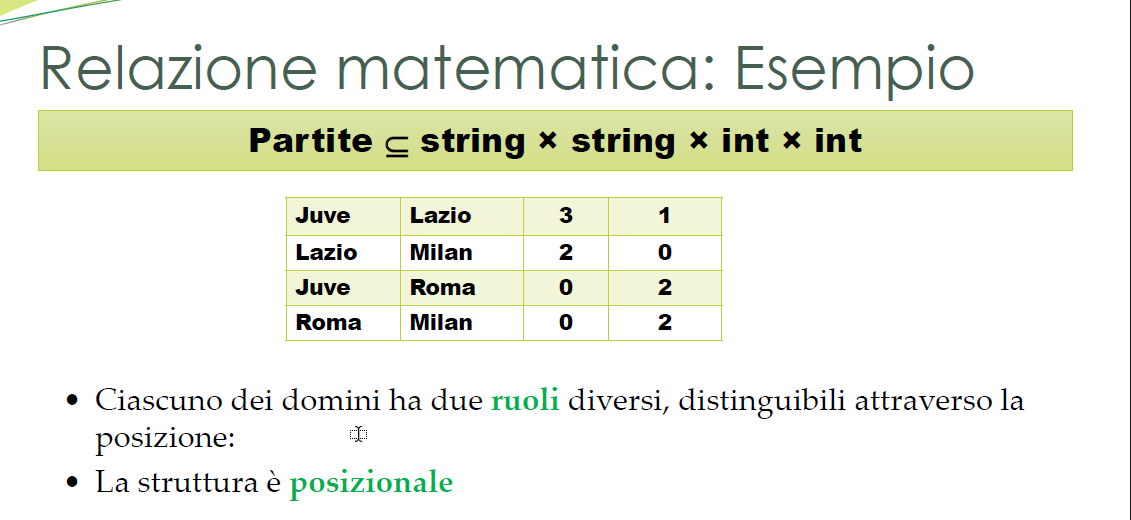 Relazione matematica: Esempio
Partite ⊆ string × string × int × int
Juve Lazio 3 1
Lazio Milan 2 0
Juve Roma 0 2
Roma Milan 0 2
• Ciascuno dei domini ha due ruoli diversi, distinguibili attraverso la
posizione:
• La struttura è posizionale